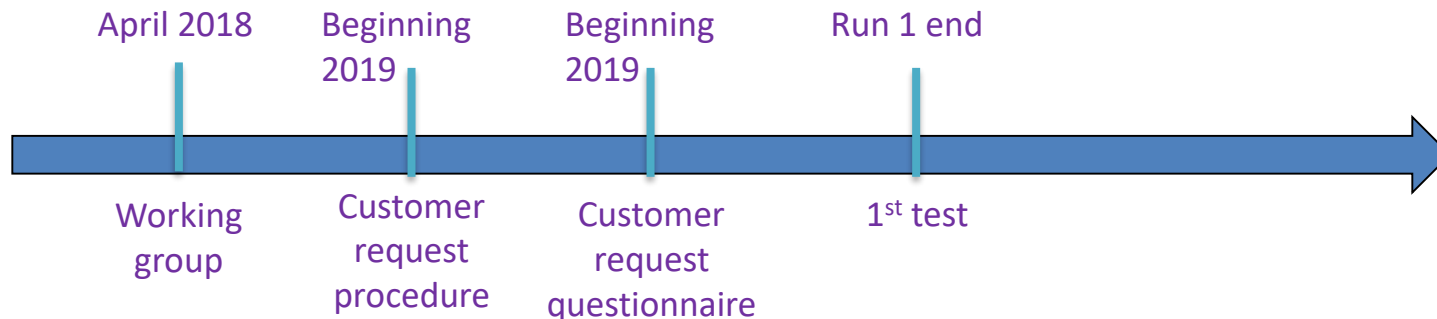 April 2018
Beginning
2019
Beginning
2019
Run 1 end
Working
group
Customer
request
procedure
Customer
request
questionnaire
1st test